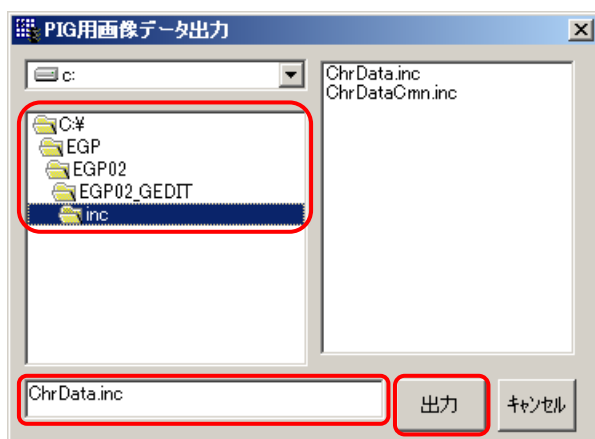 PIG用画像データ出力
c:
C:¥
EGP
EGP02
EGP02_GEDIT
inc
ChrData.inc
ChrDataCmn.inc
ChrData.inc
出力
キャンセル